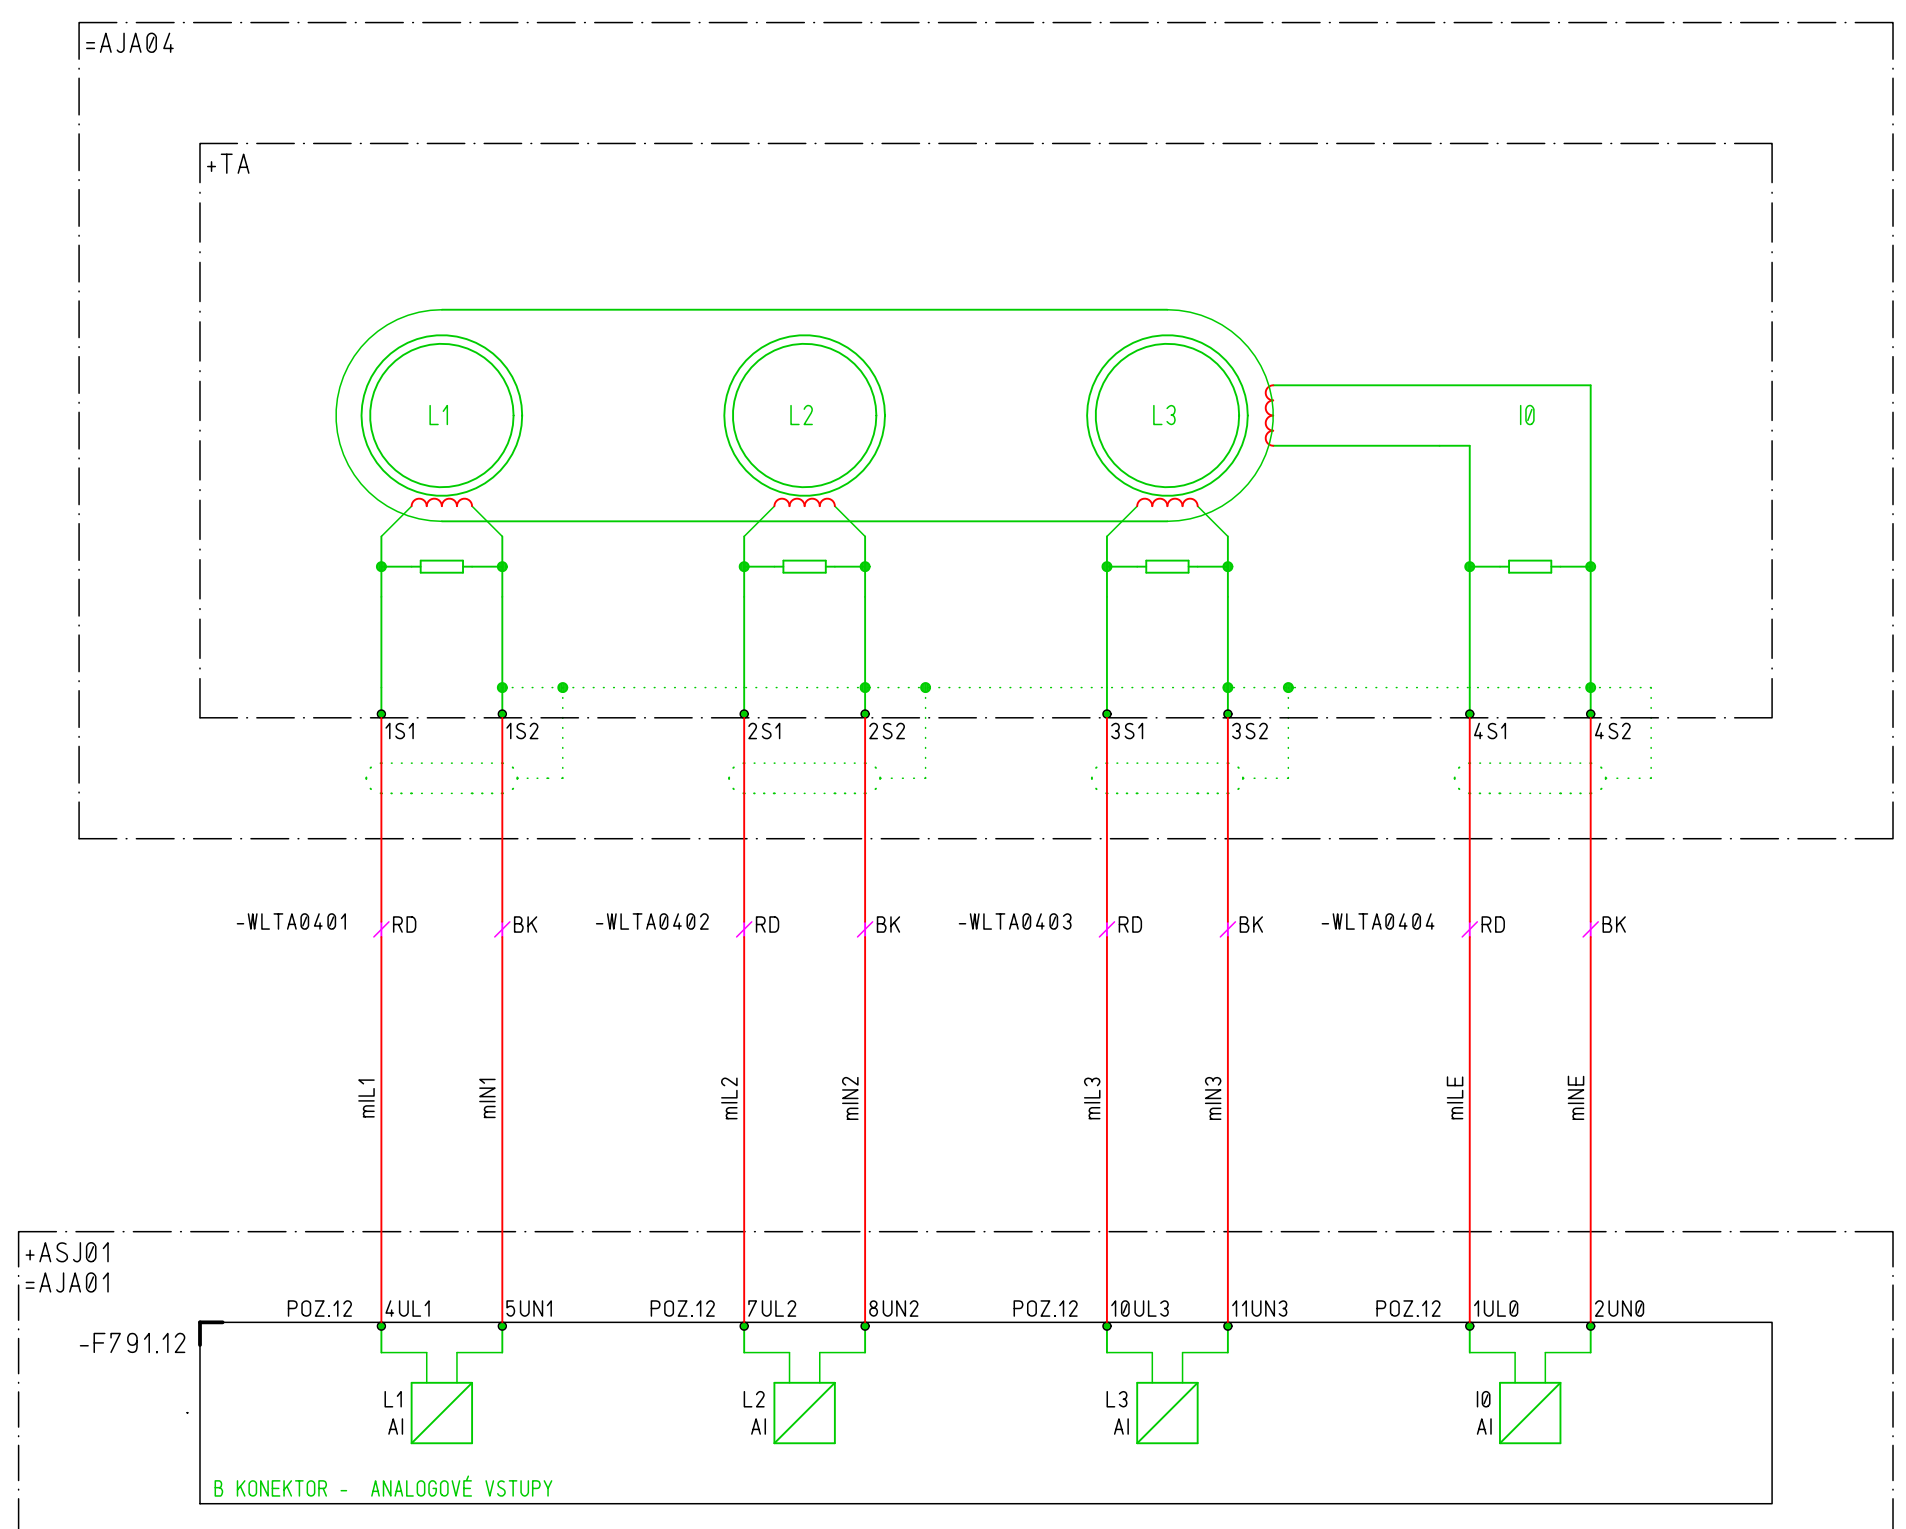 =AJA04
+TA
L1 L2 L3 I0
1S1 1S2 2S1 2S2 3S1 3S2 4S1 4S2
-WLTA0401 RD BK -WLTA0402 RD BK -WLTA0403 RD BK -WLTA0404 RD BK
mIL1 mIN1 mIL2 mIN2 mIL3 mIN3 mILE mINE
+ASJ01
=AJA01
POZ.12 4UL1 5UN1 POZ.12 7UL2 8UN2 POZ.12 10UL3 11UN3 POZ.12 1UL0 2UN0
-F791.12
L1 L2 L3 I0
AI AI AI AI
B KONEKTOR - ANALOGOVÉ VSTUPY